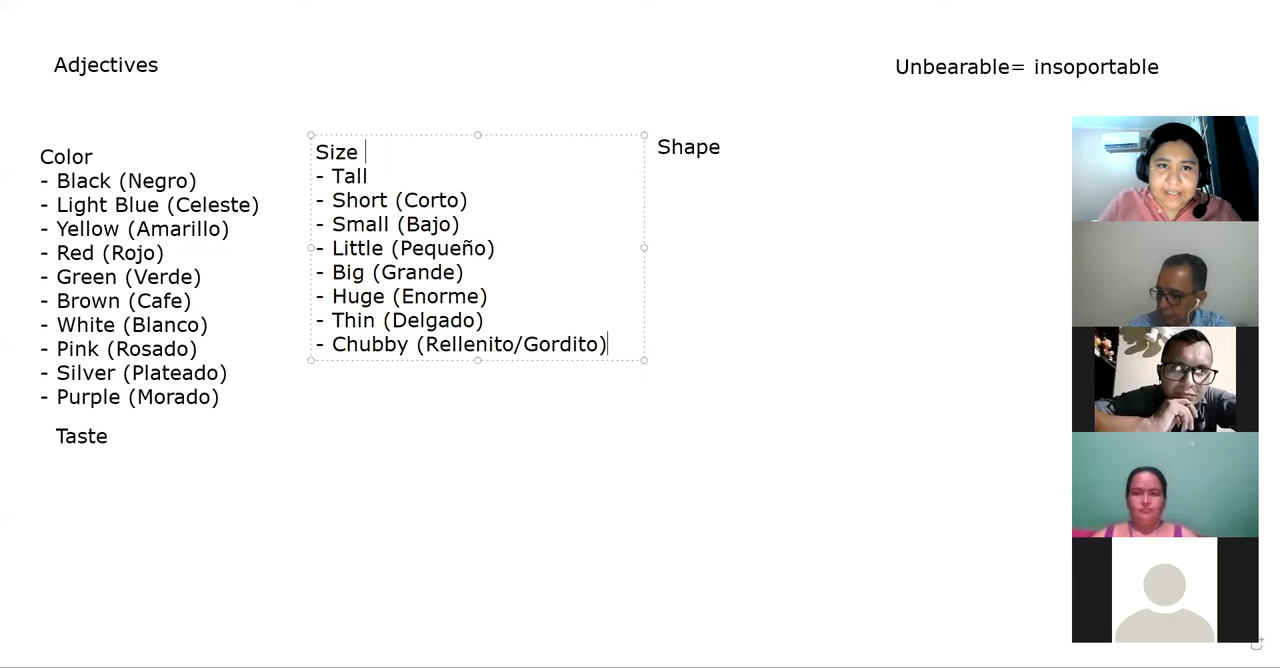 Adjectives
Unbearable= insoportable
Color
- Black (Negro)
- Light Blue (Celeste)
- Yellow (Amarillo)
- Red (Rojo)
- Green (Verde)
- Brown (Cafe)
- White (Blanco)
- Pink (Rosado)
- Silver (Plateado)
- Purple (Morado)
Taste
Size
- Tall
- Short (Corto)
- Small (Bajo)
- Little (Pequeño)
- Big (Grande)
- Huge (Enorme)
- Thin (Delgado)
- Chubby (Rellenito/Gordito)
Shape